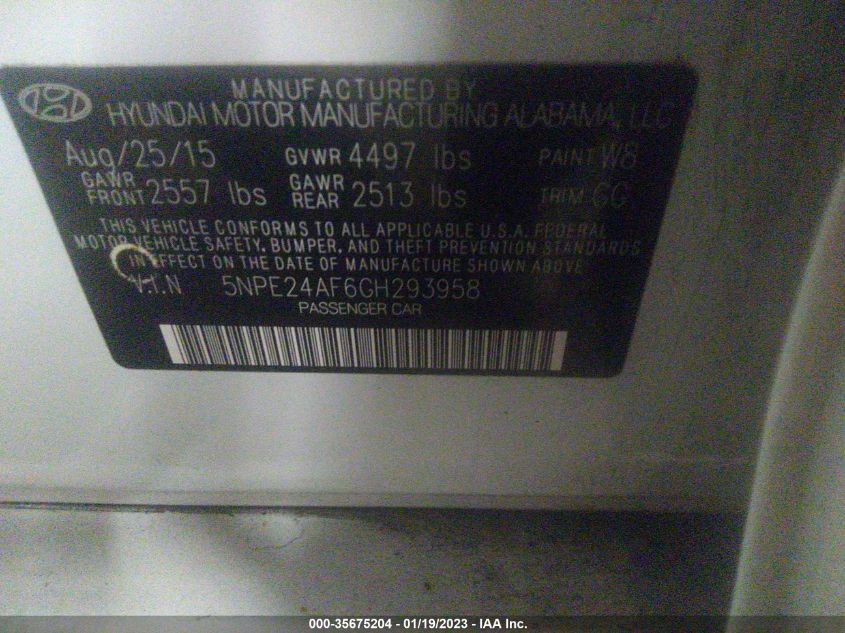 MANUFACTURED BY
HYUNDAI MOTOR MANUFACTURING ALABAMA, LLC
Aug/25/15 GVWR 4497 lbs PAINT W8
GAWR FRONT 2557 lbs GAWR REAR 2513 lbs TRIM GG
THIS VEHICLE CONFORMS TO ALL APPLICABLE U.S.A. FEDERAL
MOTOR VEHICLE SAFETY, BUMPER, AND THEFT PREVENTION STANDARDS
IN EFFECT ON THE DATE OF MANUFACTURE SHOWN ABOVE
V.I.N 5NPE24AF6GH293958
PASSENGER CAR
000-35675204 - 01/19/2023 - IAA Inc.